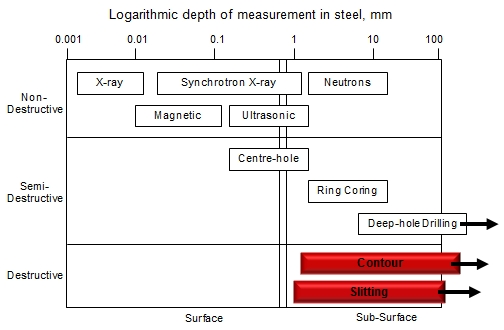 Logarithmic depth of measurement in steel, mm
0.001 0.01 0.1 1 10 100
Non-
Destructive
X-ray Synchrotron X-ray Neutrons
Magnetic Ultrasonic
Semi-
Destructive
Centre-hole
Ring Coring
Deep-hole Drilling
Destructive
Contour
Slitting
Surface Sub-Surface